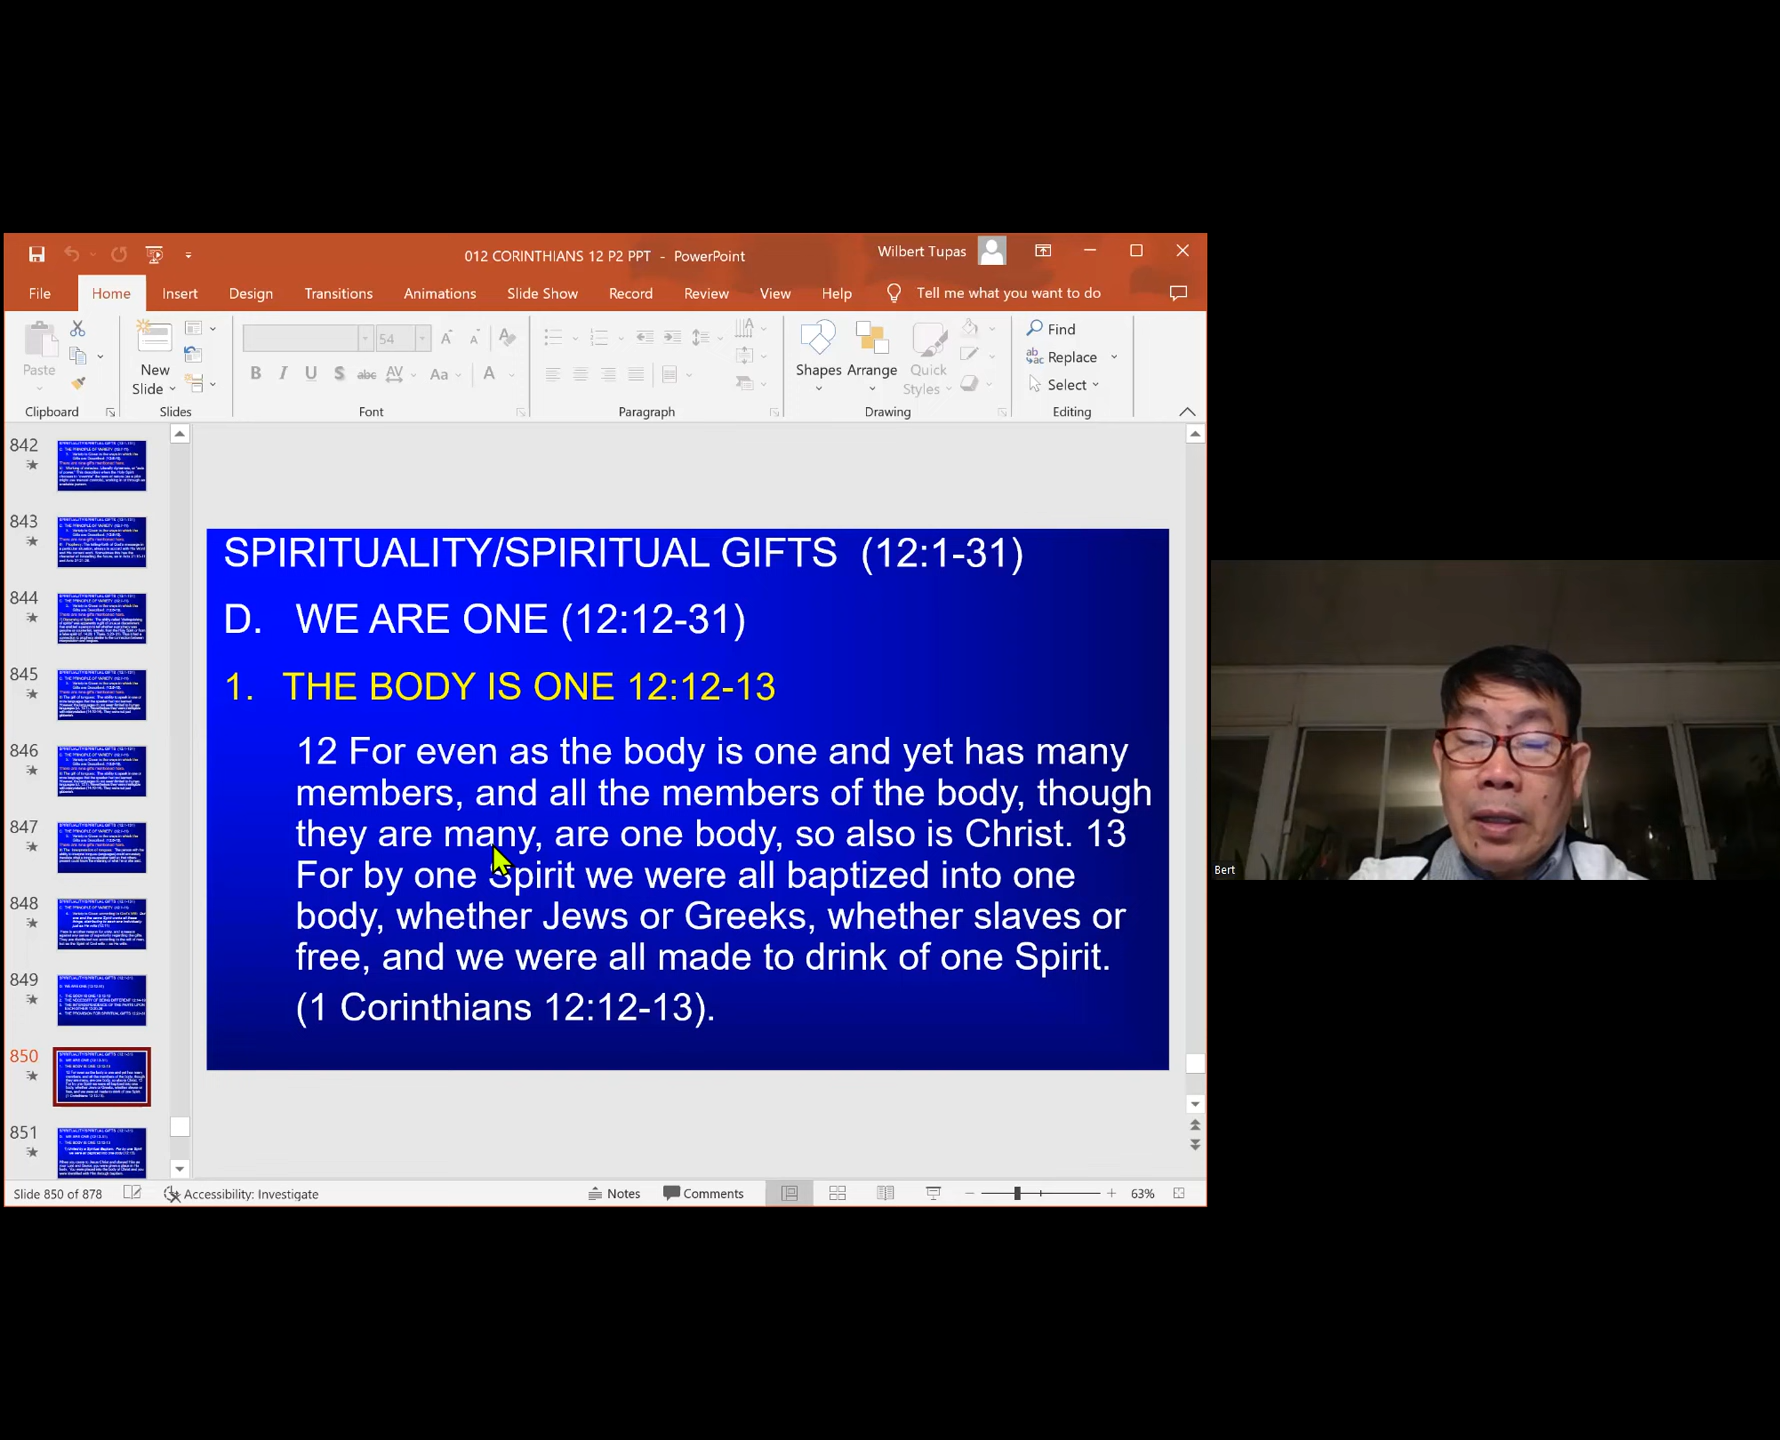 012 CORINTHIANS 12 P2 PPT - PowerPoint
Wilbert Tupas
File Home Insert Design Transitions Animations Slide Show Record Review View Help Tell me what you want to do
Paste
New Slide
54
B I U S abc AV Aa A
Shapes
Arrange
Quick Styles
Find
Replace
Select
Clipboard
Slides
Font
Paragraph
Drawing
Editing
842
843
844
845
846
847
848
849
850
851
SPIRITUALITY/SPIRITUAL GIFTS (12:1-31)
D. WE ARE ONE (12:12-31)
1. THE BODY IS ONE 12:12-13
12 For even as the body is one and yet has many
members, and all the members of the body, though
they are many, are one body, so also is Christ. 13
For by one Spirit we were all baptized into one
body, whether Jews or Greeks, whether slaves or
free, and we were all made to drink of one Spirit.
(1 Corinthians 12:12-13).
Bert
Slide 850 of 878
Accessibility: Investigate
Notes
Comments
63%